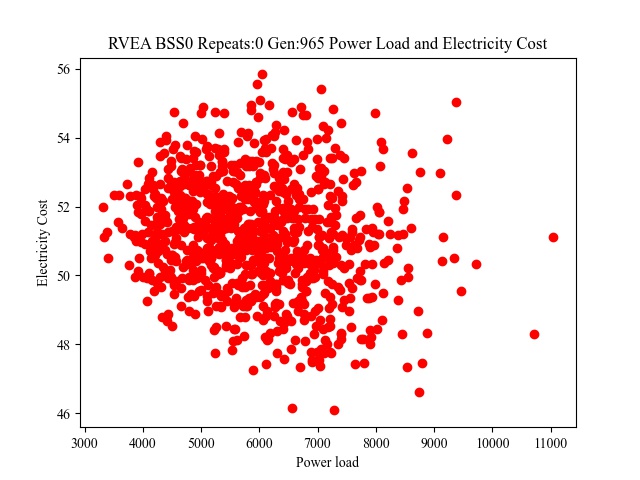 RVEA BSS0 Repeats:0 Gen:965 Power Load and Electricity Cost
56
54
52
50
48
46
Electricity Cost
3000 4000 5000 6000 7000 8000 9000 10000 11000
Power load